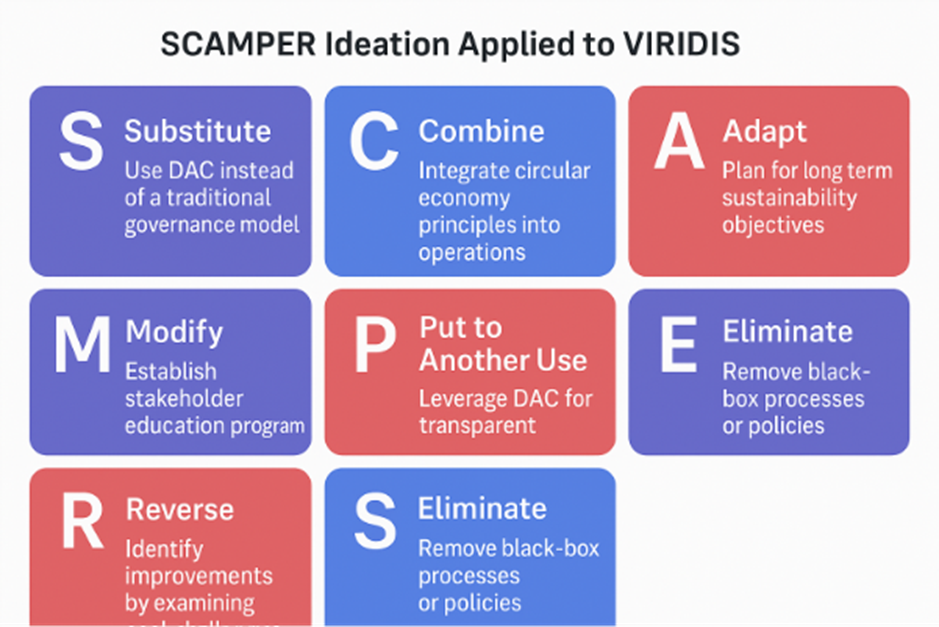 SCAMPER Ideation Applied to VIRIDIS
S
Substitute
Use DAC instead
of a traditional
governance model
C
Combine
Integrate circular
economy
principles into
operations
A
Adapt
Plan for long term
sustainability
objectives
M
Modify
Establish
stakeholder
education program
P
Put to
Another Use
Leverage DAC for
transparent
E
Eliminate
Remove black-
box processes
or policies
R
Reverse
Identify
improvements
by examining
S
Eliminate
Remove black-box
processes
or policies